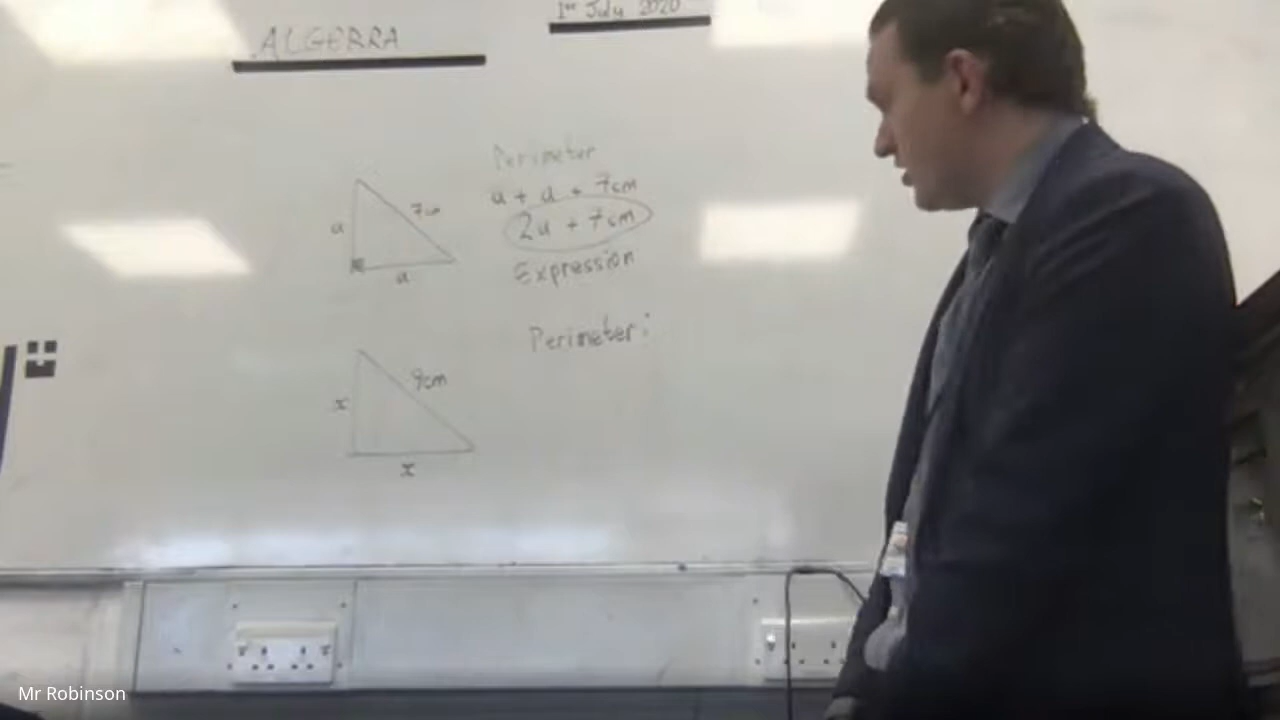 ALGEBRA
1st July 2020
Perimeter
a + a + 7cm
2a + 7cm
Expression
a
7cm
a
Perimeter:
x
9cm
x
Mr Robinson